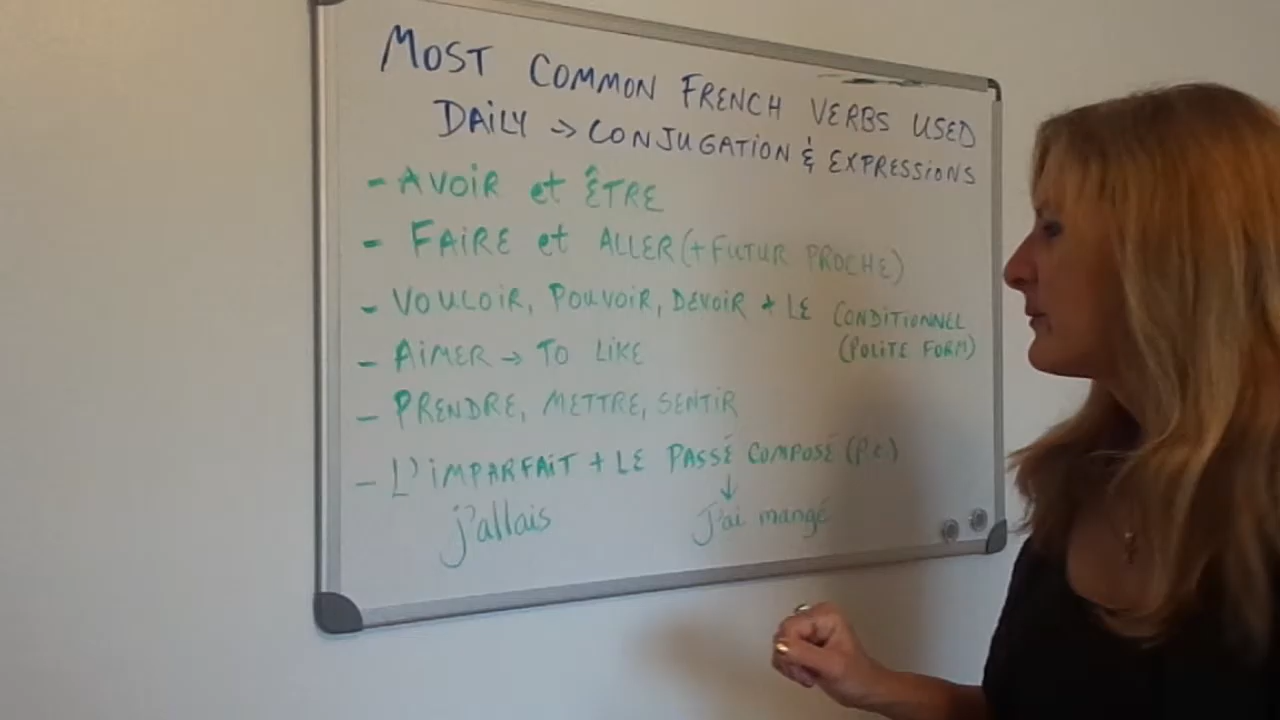 MOST COMMON FRENCH VERBS USED
DAILY -> CONJUGATION & EXPRESSIONS
- AVOIR et ÊTRE
- FAIRE et ALLER (+ FUTUR PROCHE)
- VOULOIR, POUVOIR, DEVOIR + LE CONDITIONNEL
(POLITE FORM)
- AIMER → TO LIKE
- PRENDRE, METTRE, SENTIR
- L'IMPARFAIT + LE PASSÉ COMPOSÉ (P.C.)
j'allais J'ai mangé